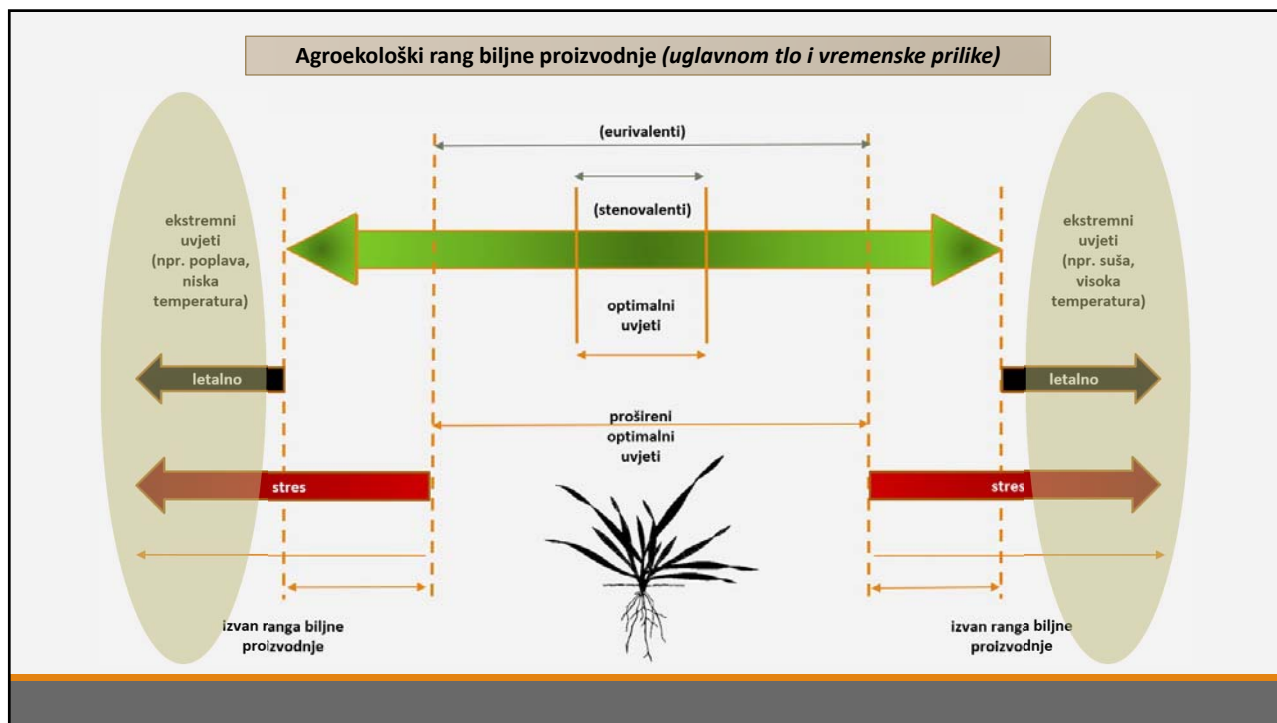 Agroekološki rang biljne proizvodnje (uglavnom tlo i vremenske prilike)
(eurivalenti)
(stenovalenti)
ekstremni
uvjeti
(npr. poplava,
niska
temperatura)
ekstremni
uvjeti
(npr. suša,
visoka
temperatura)
optimalni
uvjeti
letalno
letalno
prošireni
optimalni
uvjeti
stres
stres
izvan ranga biljne
proizvodnje
izvan ranga biljne
proizvodnje